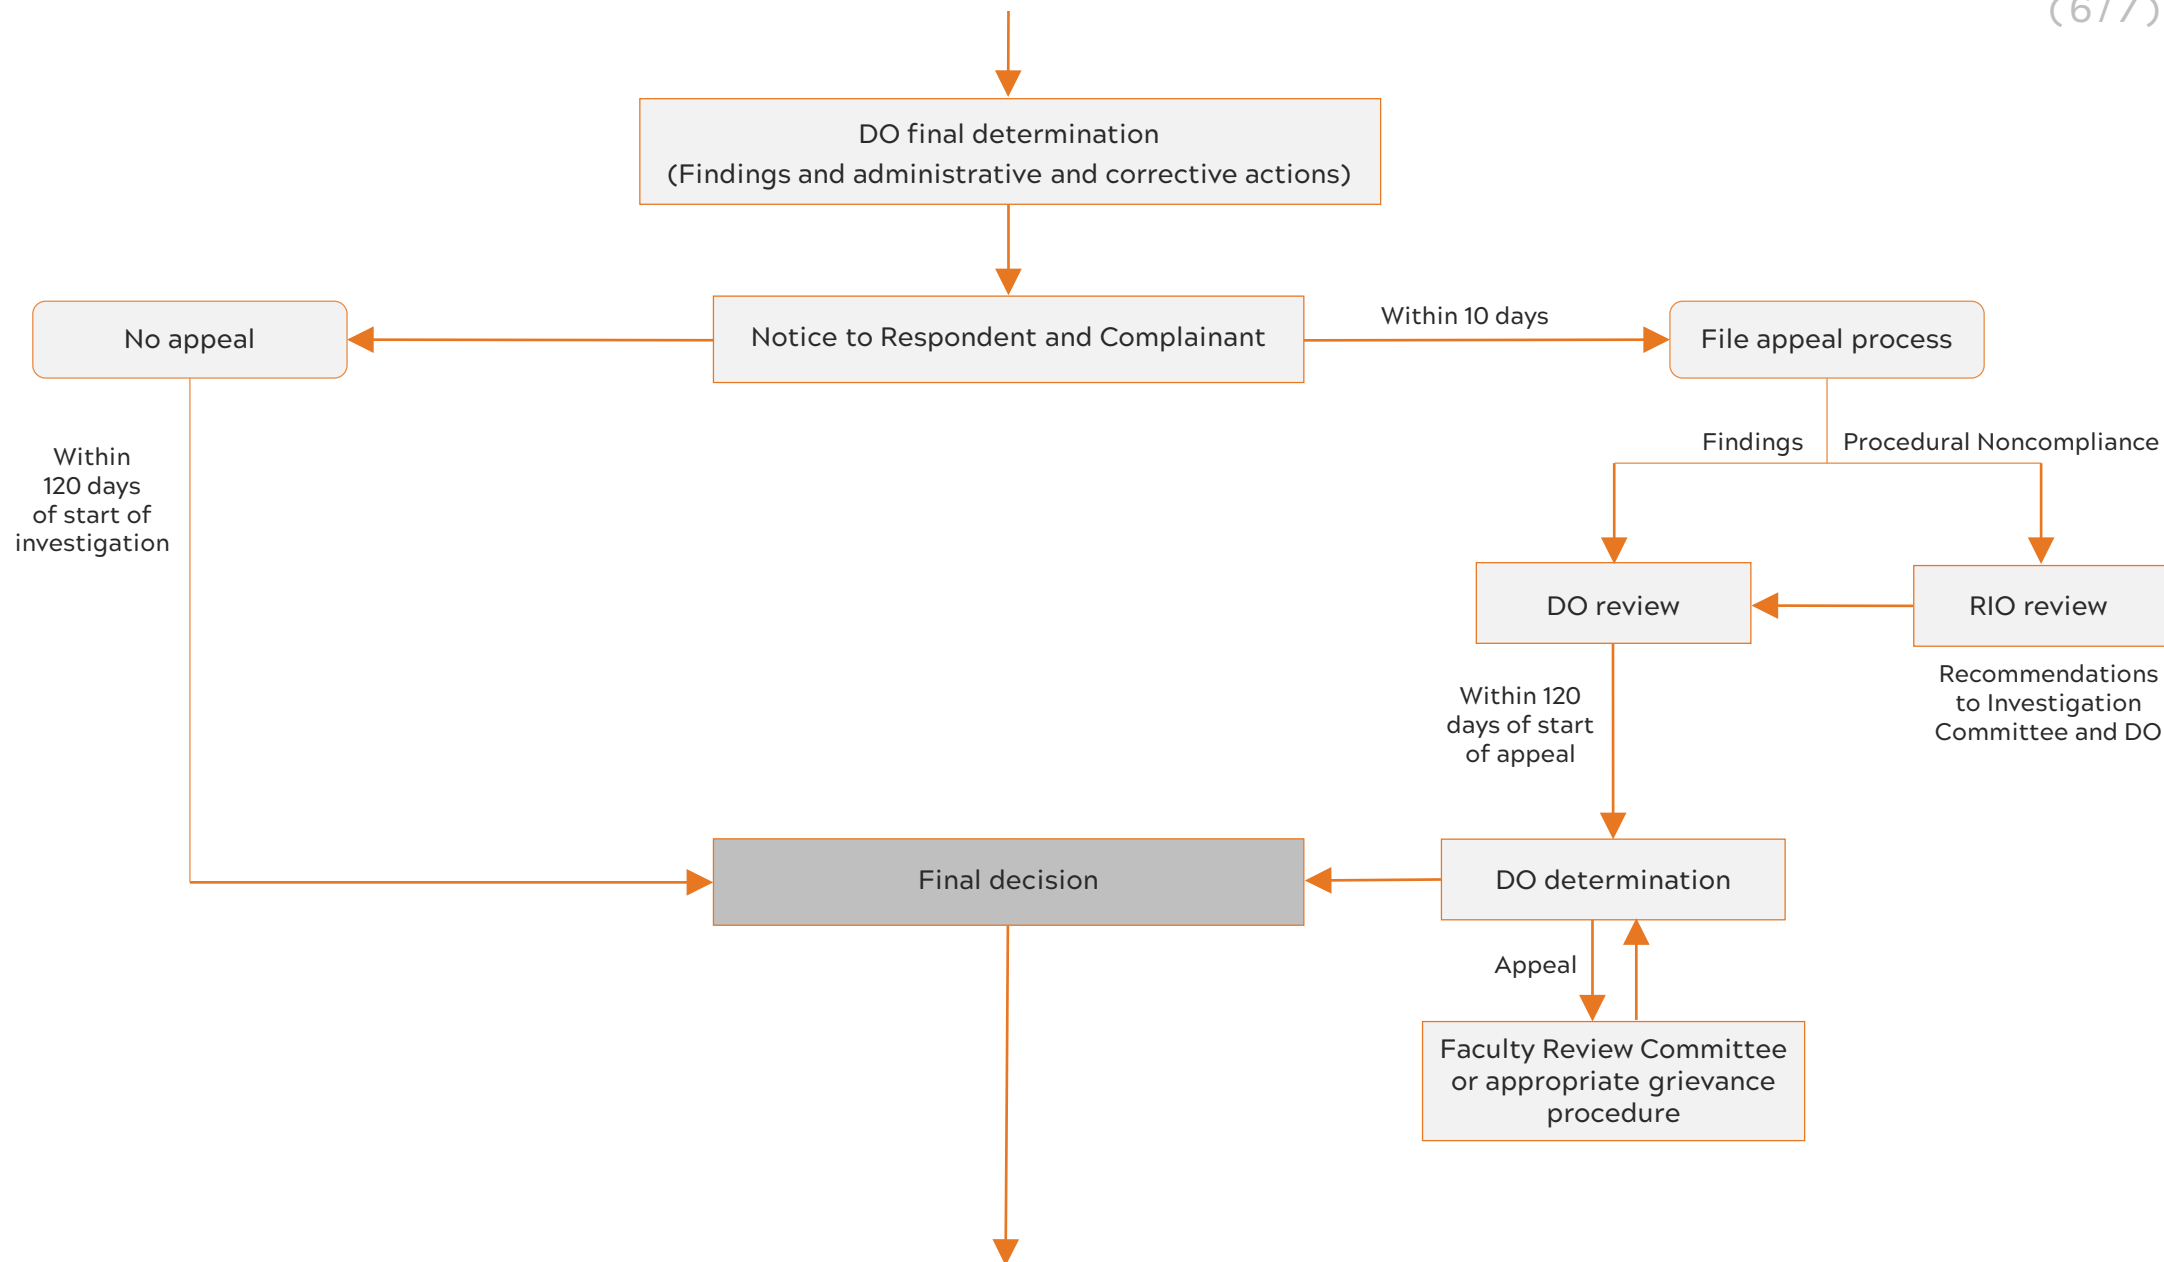 (6/7)
DO final determination
(Findings and administrative and corrective actions)
No appeal
Notice to Respondent and Complainant
Within 10 days
File appeal process
Within
120 days
of start of
investigation
Findings
Procedural Noncompliance
DO review
RIO review
Recommendations
to Investigation
Committee and DO
Within 120
days of start
of appeal
Final decision
DO determination
Appeal
Faculty Review Committee
or appropriate grievance
procedure